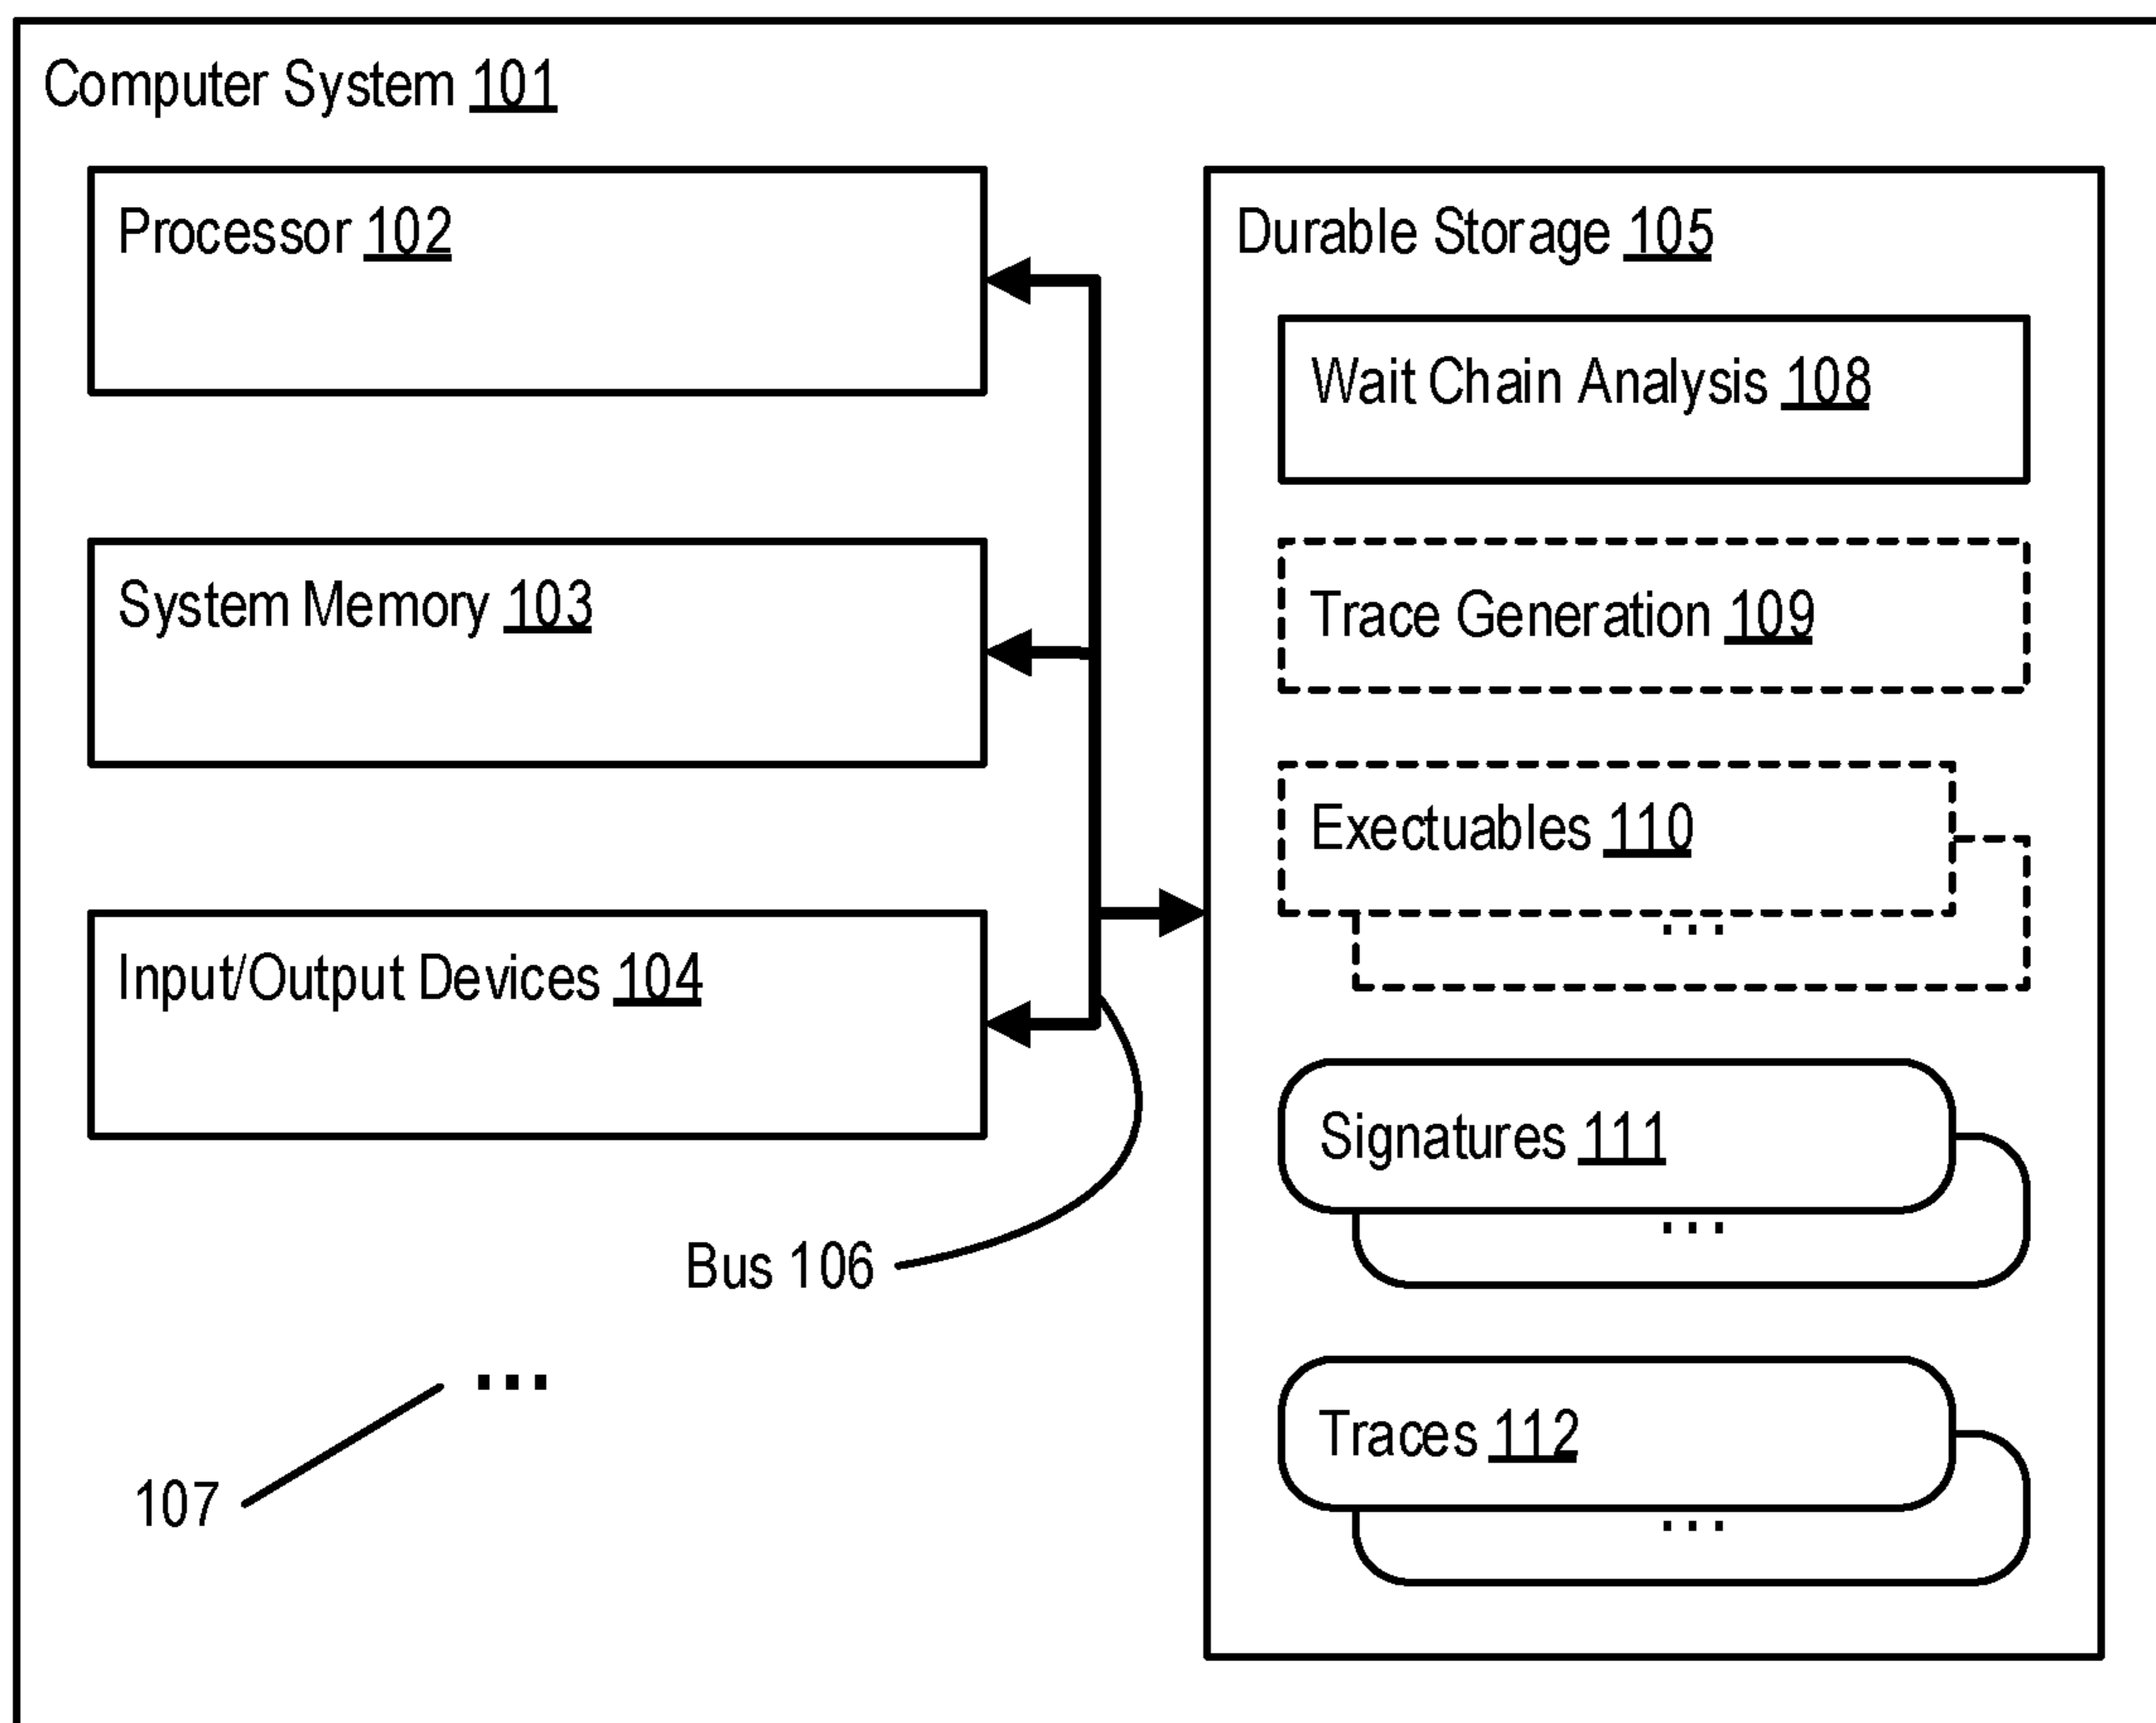 Computer System 101
Processor 102
System Memory 103
Input/Output Devices 104
Bus 106
...
107
Durable Storage 105
Wait Chain Analysis 108
Trace Generation 109
Exectuables 110
...
Signatures 111
...
Traces 112
...